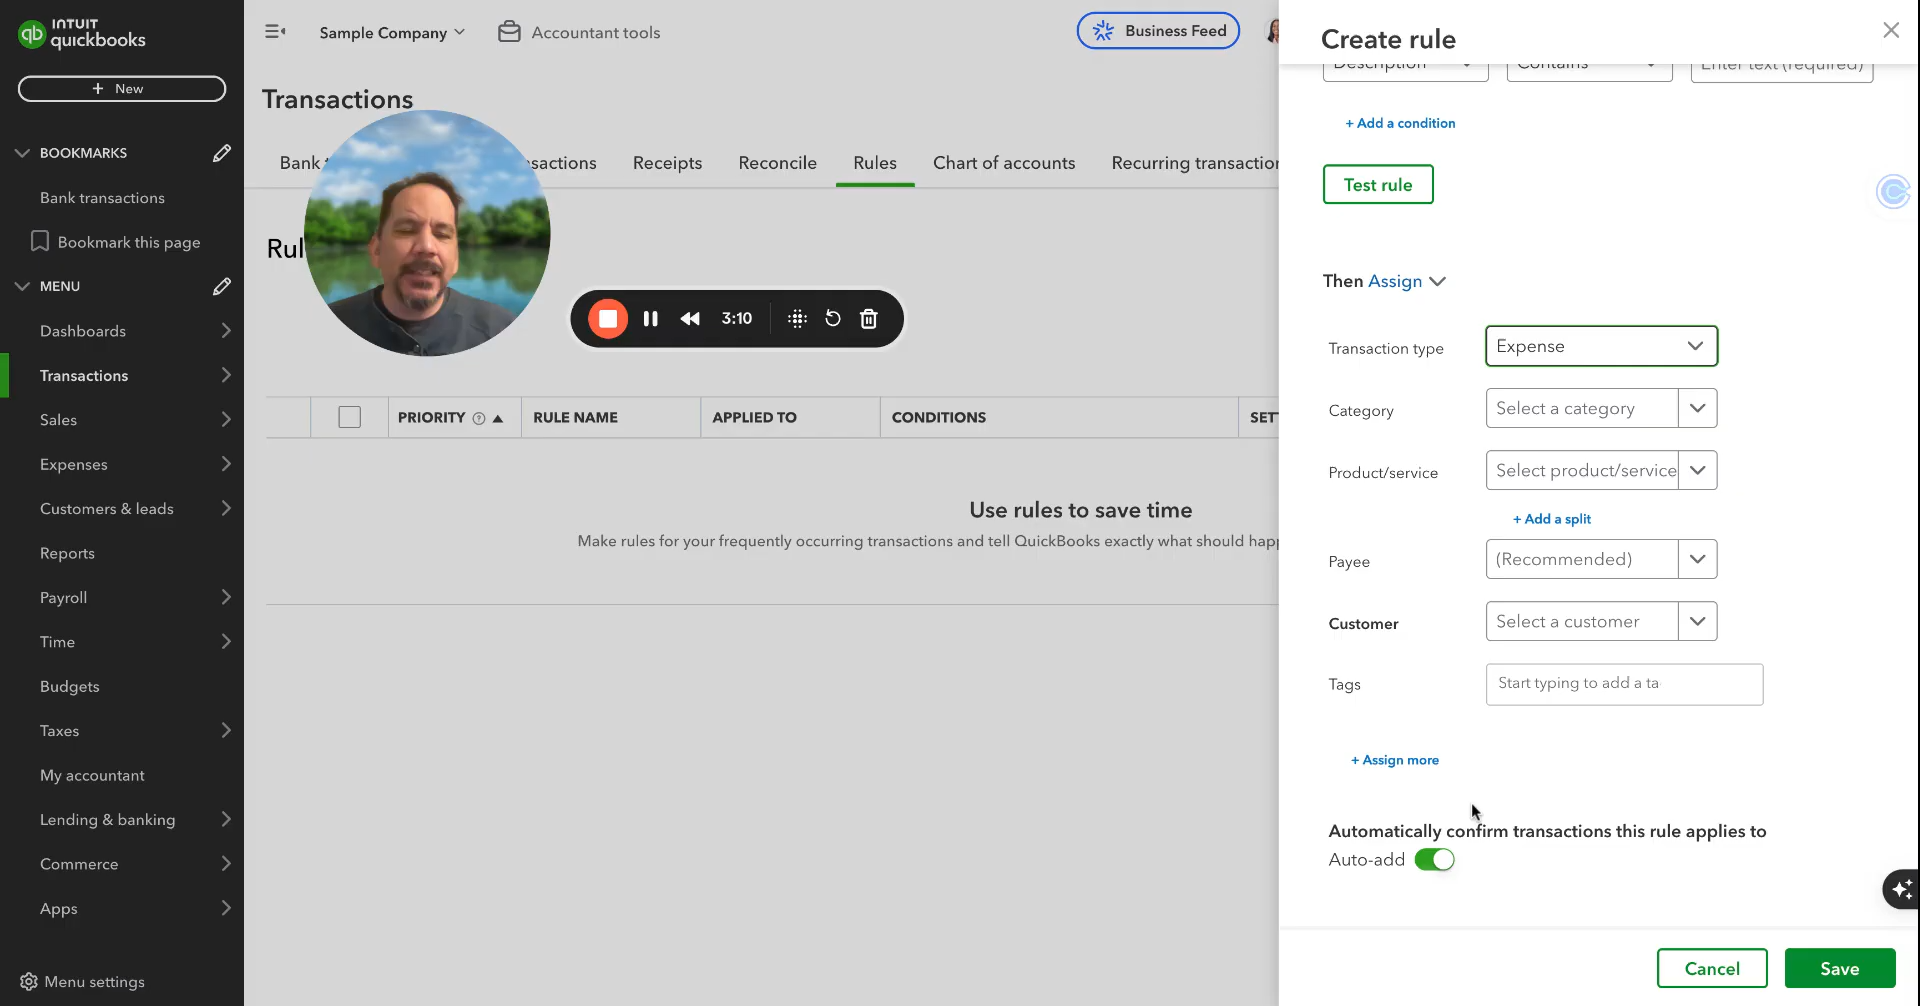 INTUIT
quickbooks
+ New
BOOKMARKS
Bank transactions
Bookmark this page
MENU
Dashboards
Transactions
Sales
Expenses
Customers & leads
Reports
Payroll
Time
Budgets
Taxes
My accountant
Lending & banking
Commerce
Apps
Menu settings
Sample Company
Accountant tools
Business Feed
Transactions
Bank t
sactions
Receipts
Reconcile
Rules
Chart of accounts
Recurring transaction
Rul
3:10
PRIORITY
RULE NAME
APPLIED TO
CONDITIONS
SETT
Use rules to save time
Make rules for your frequently occurring transactions and tell QuickBooks exactly what should happ
Create rule
Description
Contains
Enter text (required)
+ Add a condition
Test rule
Then Assign
Transaction type
Expense
Category
Select a category
Product/service
Select product/service
+ Add a split
Payee
(Recommended)
Customer
Select a customer
Tags
Start typing to add a ta
+ Assign more
Automatically confirm transactions this rule applies to
Auto-add
Cancel
Save